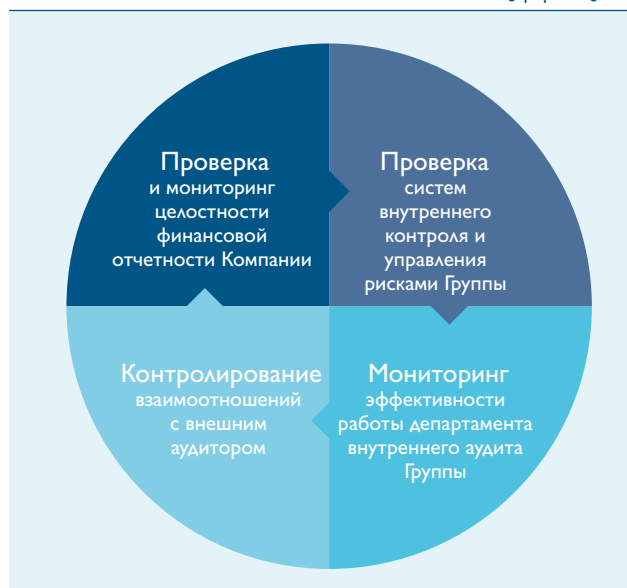 Проверка
и мониторинг
целостности
финансовой
отчетности Компании
Проверка
систем
внутреннего
контроля и
управления
рисками Группы
Контролирование
взаимоотношений
с внешним
аудитором
Мониторинг
эффективности
работы департамента
внутреннего аудита
Группы